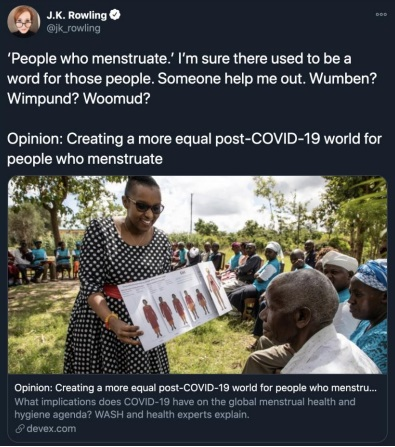 J.K. Rowling
@jk_rowling
'People who menstruate.' I'm sure there used to be a
word for those people. Someone help me out. Wumben?
Wimpund? Woomud?
Opinion: Creating a more equal post-COVID-19 world for
people who menstruate
Opinion: Creating a more equal post-COVID-19 world for people who menstru...
What implications does COVID-19 have on the global menstrual health and
hygiene agenda? WASH and health experts explain.
devex.com